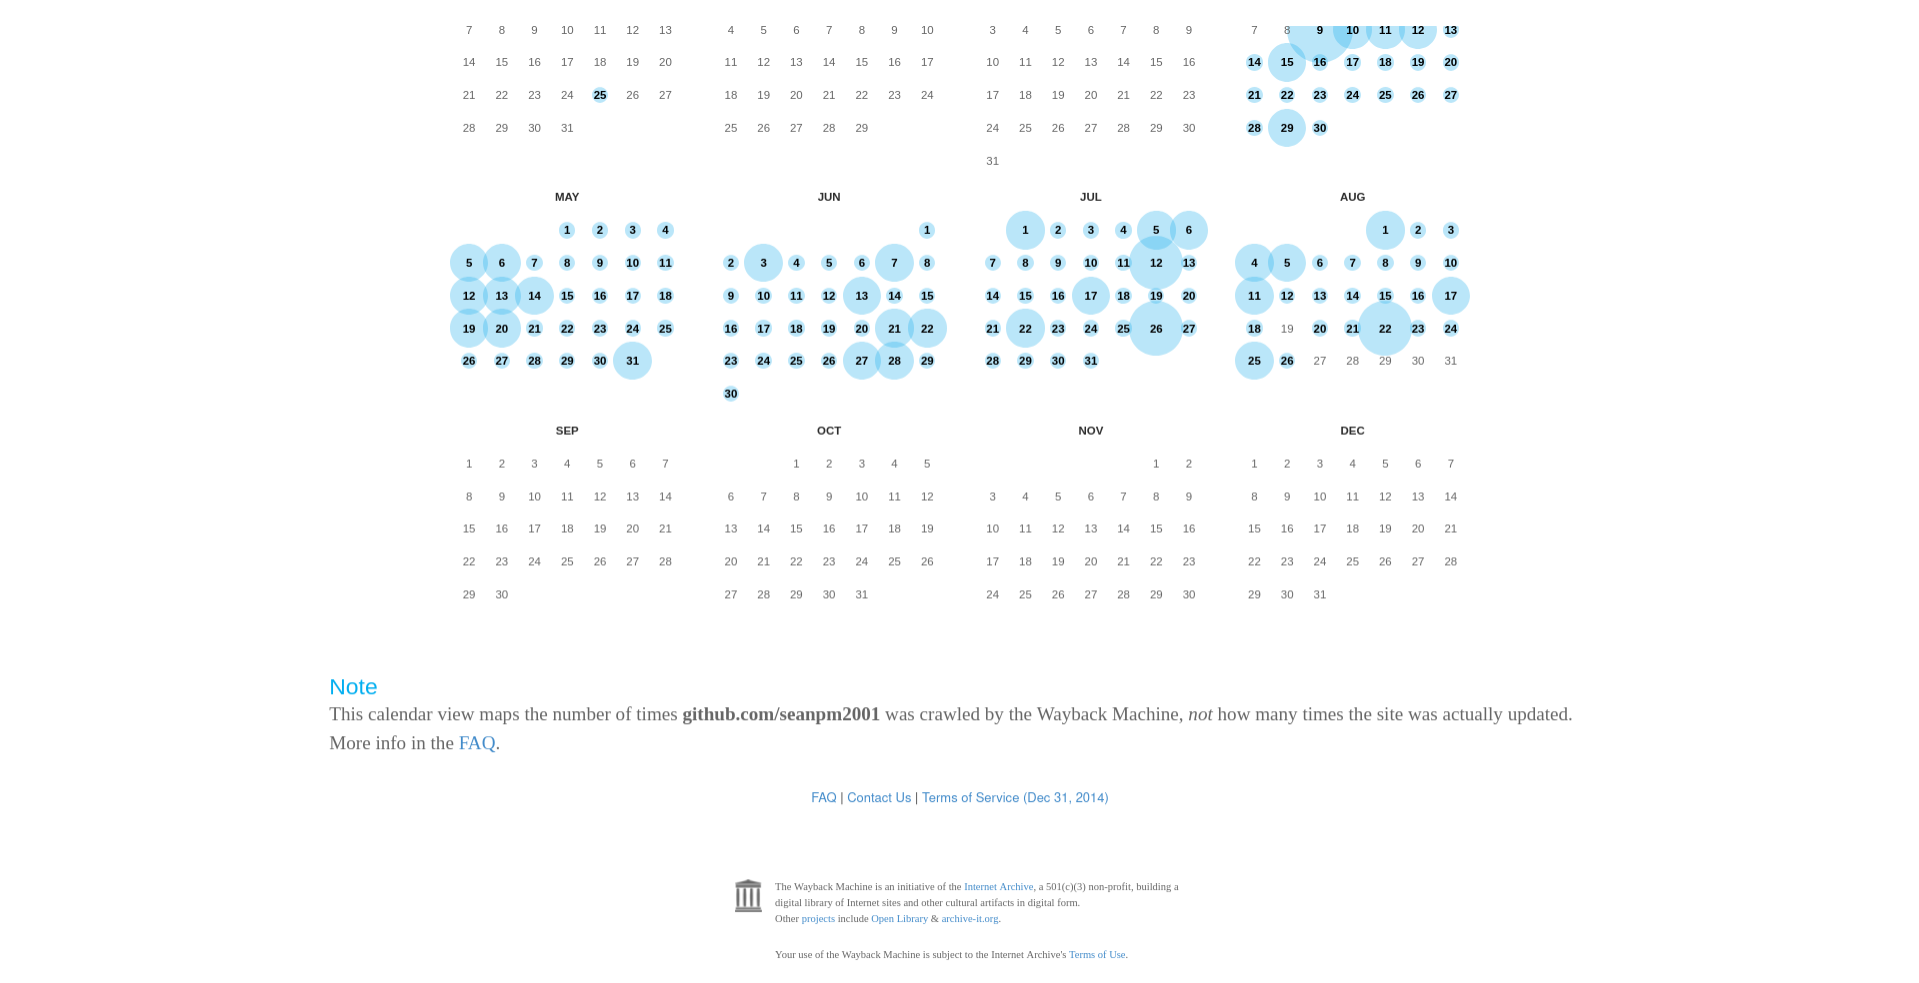 7 8 9 10 11 12 13 4 5 6 7 8 9 10 3 4 5 6 7 8 9 7 8 9 10 11 12 13
14 15 16 17 18 19 20 11 12 13 14 15 16 17 10 11 12 13 14 15 16 14 15 16 17 18 19 20
21 22 23 24 25 26 27 18 19 20 21 22 23 24 17 18 19 20 21 22 23 21 22 23 24 25 26 27
28 29 30 31 25 26 27 28 29 24 25 26 27 28 29 30 28 29 30
31
MAY JUN JUL AUG
1 2 3 4 1 1 2 3 4 5 6 1 2 3
5 6 7 8 9 10 11 2 3 4 5 6 7 8 7 8 9 10 11 12 13 4 5 6 7 8 9 10
12 13 14 15 16 17 18 9 10 11 12 13 14 15 14 15 16 17 18 19 20 11 12 13 14 15 16 17
19 20 21 22 23 24 25 16 17 18 19 20 21 22 21 22 23 24 25 26 27 18 19 20 21 22 23 24
26 27 28 29 30 31 23 24 25 26 27 28 29 28 29 30 31 25 26 27 28 29 30 31
30
SEP OCT NOV DEC
1 2 3 4 5 6 7 1 2 3 4 5 1 2 1 2 3 4 5 6 7
8 9 10 11 12 13 14 6 7 8 9 10 11 12 3 4 5 6 7 8 9 8 9 10 11 12 13 14
15 16 17 18 19 20 21 13 14 15 16 17 18 19 10 11 12 13 14 15 16 15 16 17 18 19 20 21
22 23 24 25 26 27 28 20 21 22 23 24 25 26 17 18 19 20 21 22 23 22 23 24 25 26 27 28
29 30 27 28 29 30 31 24 25 26 27 28 29 30 29 30 31
Note
This calendar view maps the number of times github.com/seanpm2001 was crawled by the Wayback Machine, not how many times the site was actually updated.
More info in the FAQ.
FAQ | Contact Us | Terms of Service (Dec 31, 2014)
The Wayback Machine is an initiative of the Internet Archive, a 501(c)(3) non-profit, building a
digital library of Internet sites and other cultural artifacts in digital form.
Other projects include Open Library & archive-it.org.
Your use of the Wayback Machine is subject to the Internet Archive's Terms of Use.